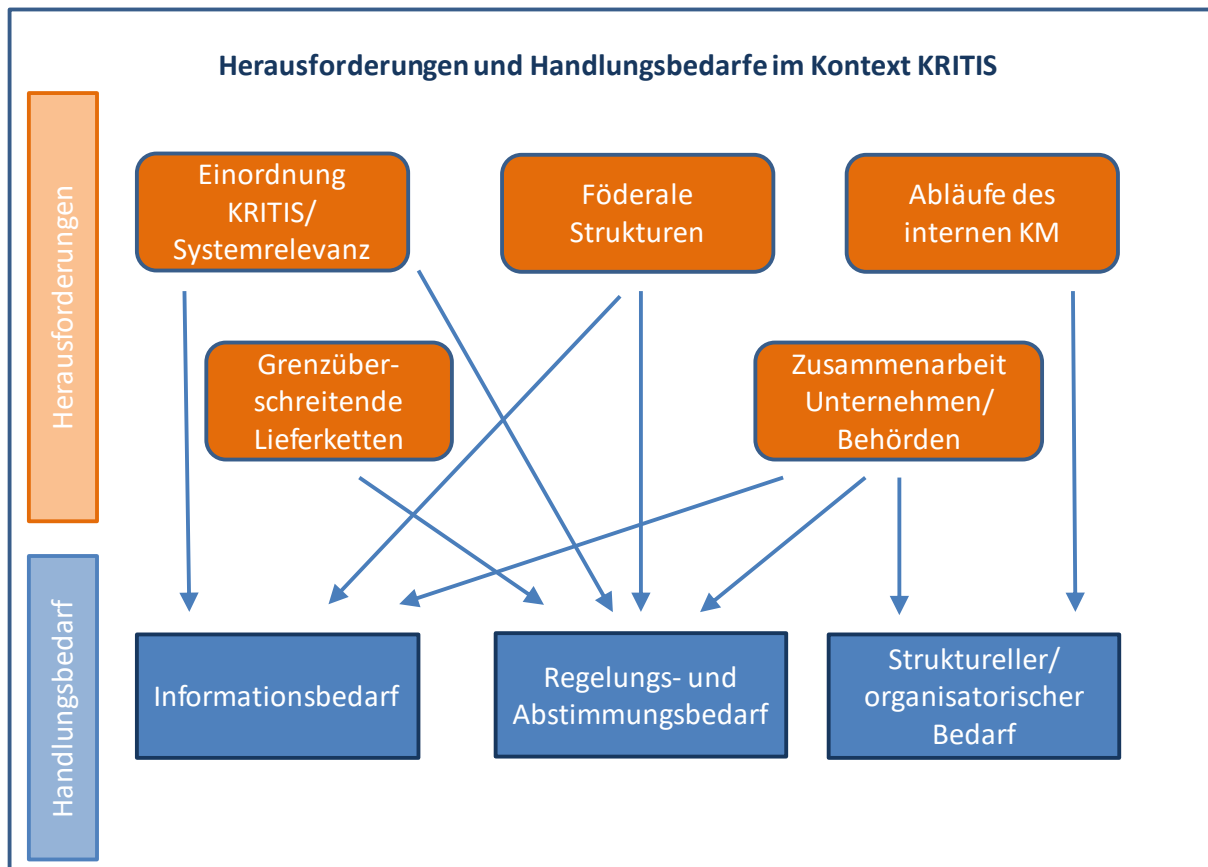 Herausforderungen und Handlungsbedarfe im Kontext KRITIS
Herausforderungen
Einordnung
KRITIS/
Systemrelevanz
Föderale
Strukturen
Abläufe des
internen KM
Grenzüber-
schreitende
Lieferketten
Zusammenarbeit
Unternehmen/
Behörden
Handlungsbedarf
Informationsbedarf
Regelungs- und
Abstimmungsbedarf
Struktureller/
organisatorischer
Bedarf